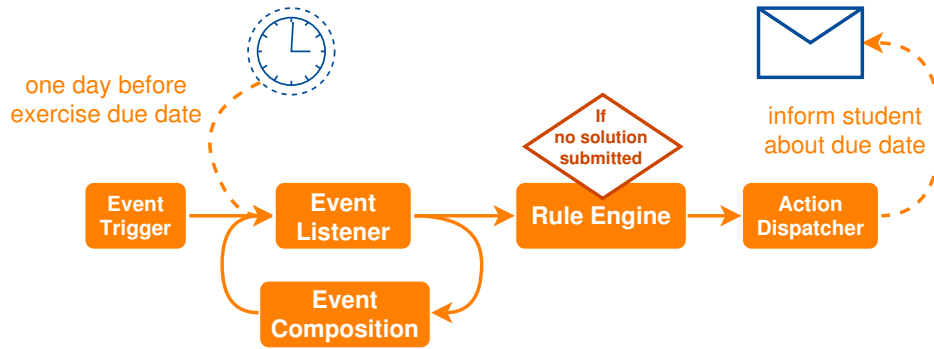 one day before
exercise due date
If
no solution
submitted
inform student
about due date
Event
Trigger
Event
Listener
Rule Engine
Action
Dispatcher
Event
Composition